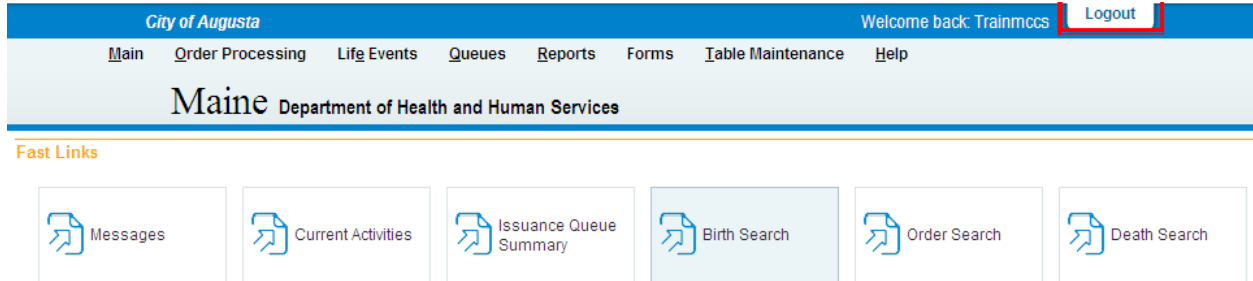 City of Augusta Welcome back: Trainmccs Logout
Main Order Processing Life Events Queues Reports Forms Table Maintenance Help
Maine Department of Health and Human Services
Fast Links
Messages
Current Activities
Issuance Queue
Summary
Birth Search
Order Search
Death Search